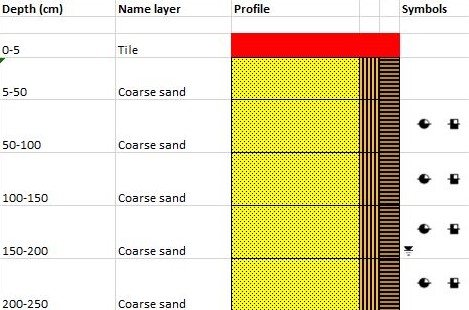 Depth (cm) Name layer Profile Symbols
0-5 Tile
5-50 Coarse sand
50-100 Coarse sand
100-150 Coarse sand
150-200 Coarse sand
200-250 Coarse sand